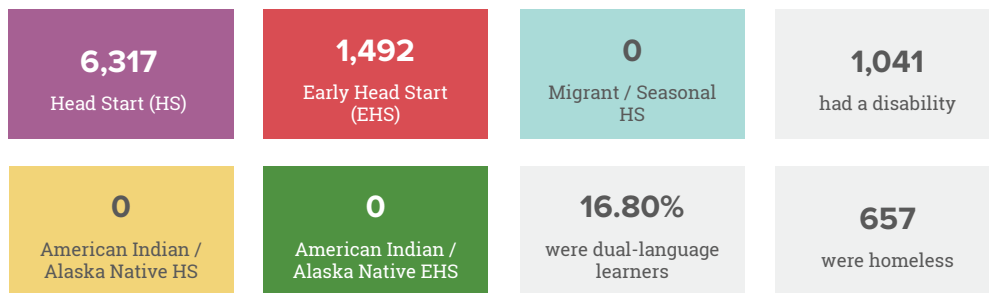 6,317
Head Start (HS)
1,492
Early Head Start
(EHS)
0
Migrant / Seasonal
HS
1,041
had a disability
0
American Indian /
Alaska Native HS
0
American Indian /
Alaska Native EHS
16.80%
were dual-language
learners
657
were homeless